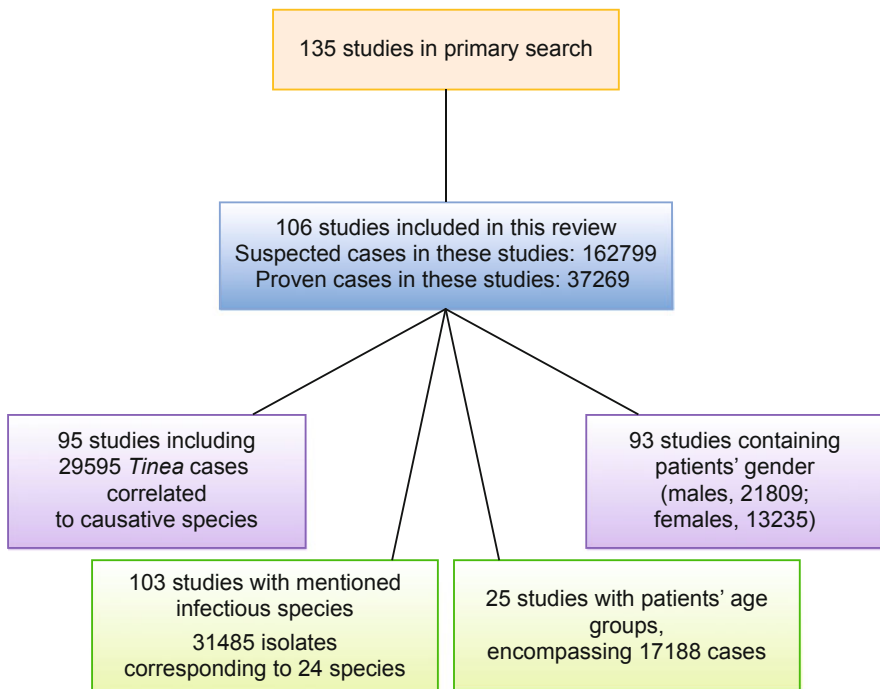 135 studies in primary search
106 studies included in this review
Suspected cases in these studies: 162799
Proven cases in these studies: 37269
95 studies including
29595 Tinea cases
correlated
to causative species
93 studies containing
patients’ gender
(males, 21809;
females, 13235)
103 studies with mentioned
infectious species
31485 isolates
corresponding to 24 species
25 studies with patients’ age
groups,
encompassing 17188 cases